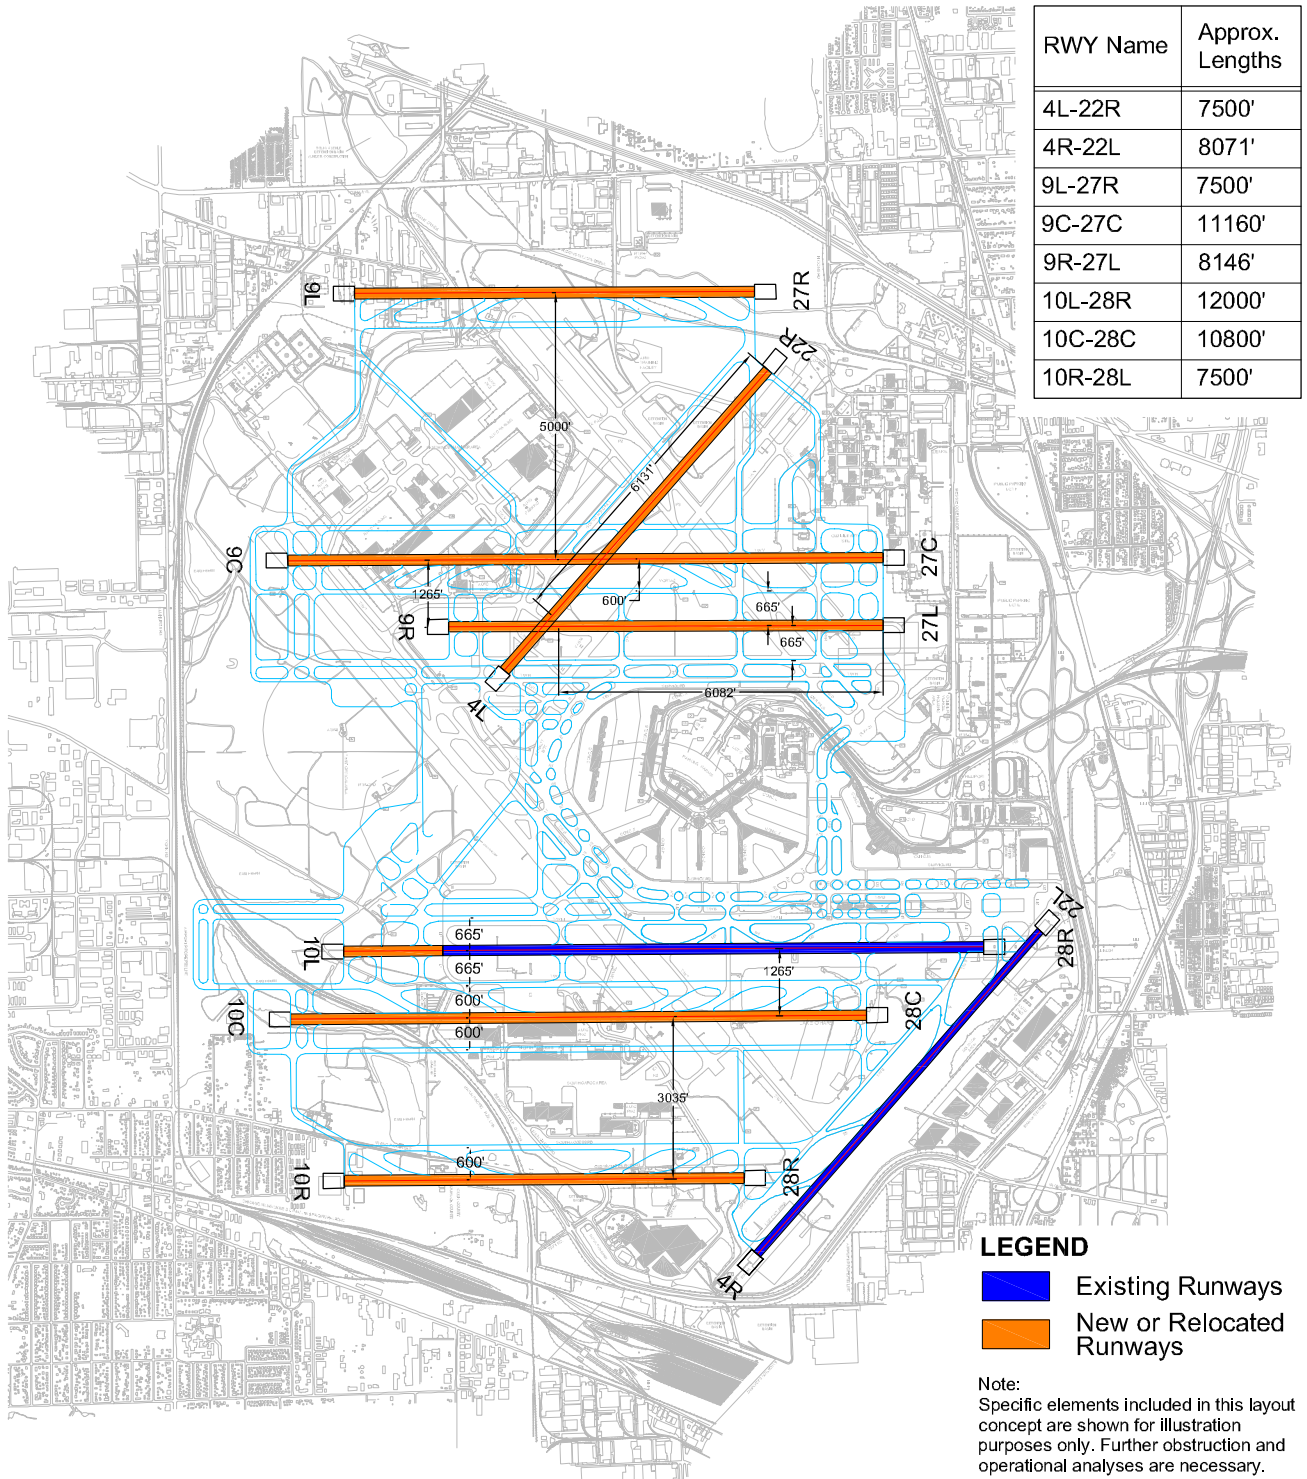 RWY Name Approx. Lengths
4L-22R 7500'
4R-22L 8071'
9L-27R 7500'
9C-27C 11160'
9R-27L 8146'
10L-28R 12000'
10C-28C 10800'
10R-28L 7500'
9L
27R
22R
5000'
6131'
9C
27C
1265'
600'
665'
9R
27L
665'
4L
6082'
22L
665'
10L
28R
665'
1265'
600'
10C
28C
600'
3035'
600'
10R
28R
4R
LEGEND
Existing Runways
New or Relocated
Runways
Note:
Specific elements included in this layout
concept are shown for illustration
purposes only. Further obstruction and
operational analyses are necessary.